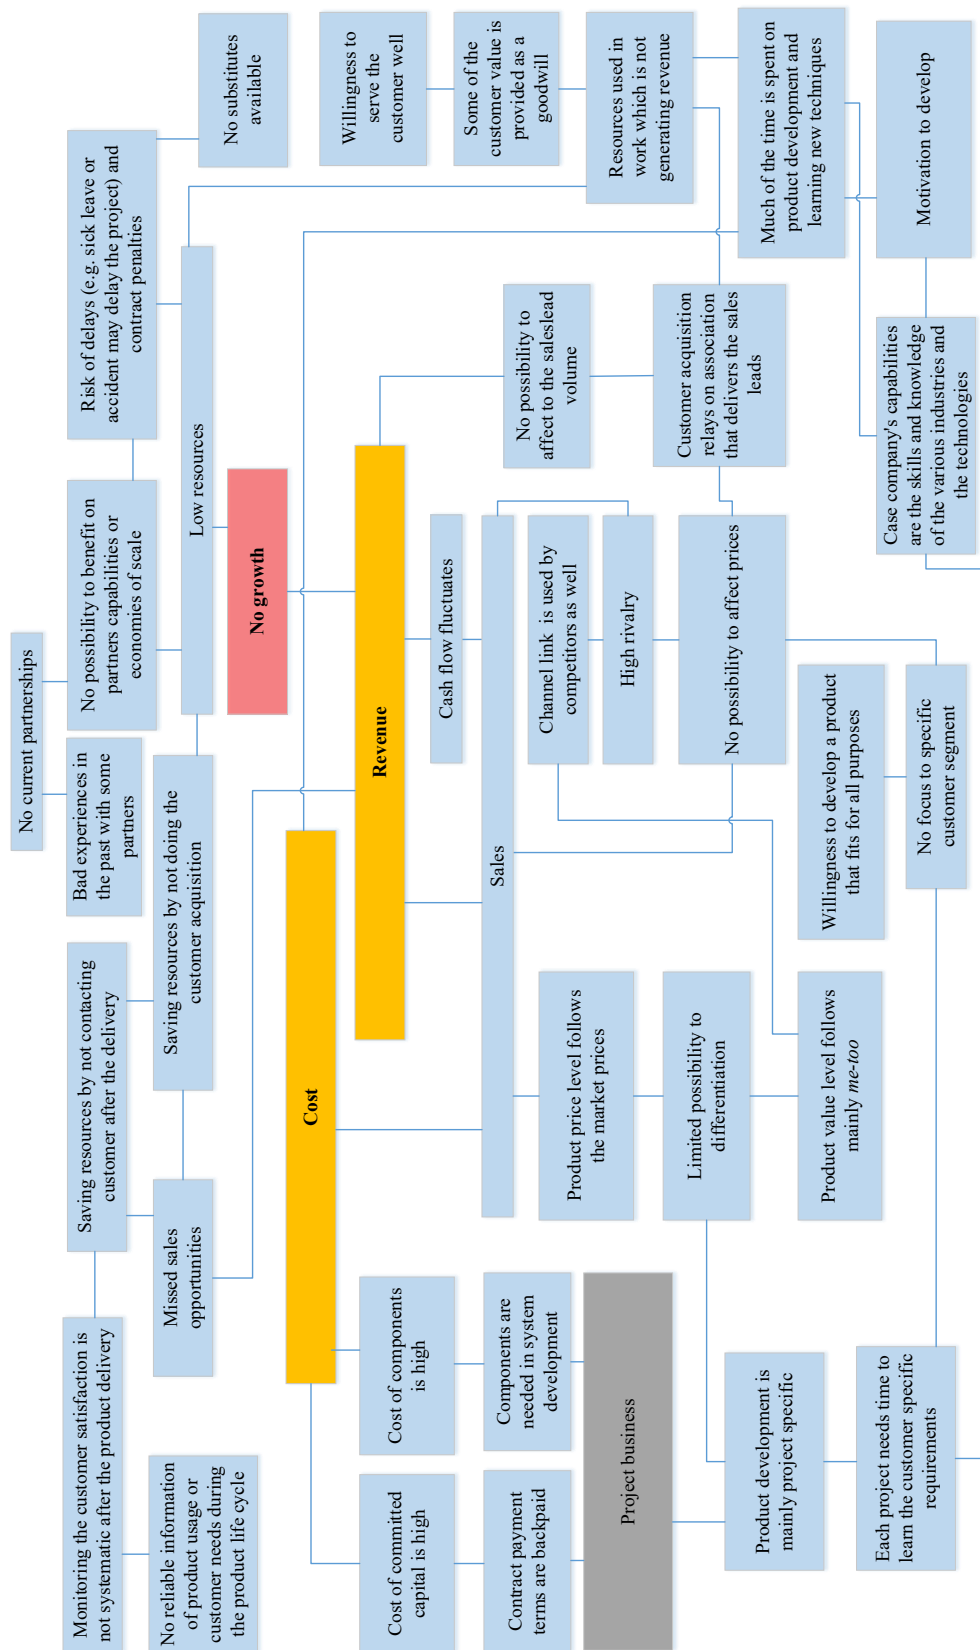 No current partnerships
Monitoring the customer satisfaction is
not systematic after the product delivery
Saving resources by not contacting
customer after the delivery
Bad experiences in
the past with some
partners
No possibility to benefit on
partners capabilities or
economies of scale
Risk of delays (e.g. sick leave or
accident may delay the project) and
contract penalties
No reliable information
of product usage or
customer needs during
the product life cycle
Missed sales
opportunities
Saving resources by not doing the
customer acquisition
Low resources
No substitutes
available
No growth
Cost
Revenue
Willingness to
serve the
customer well
Cost of committed
capital is high
Cost of components
is high
Cash flow fluctuates
Some of the
customer value is
provided as a
goodwill
Contract payment
terms are backpaid
Components are
needed in system
development
Sales
No possibility to
affect to the saleslead
volume
Product price level follows
the market prices
Channel link is used by
competitors as well
Resources used in
work which is not
generating revenue
Project business
High rivalry
Customer acquisition
relays on association
that delivers the sales
leads
Limited possibility to
differentiation
No possibility to affect prices
Much of the time is spent on
product development and
learning new techniques
Product development is
mainly project specific
Product value level follows
mainly me-too
Willingness to develop a product
that fits for all purposes
Each project needs time to
learn the customer specific
requirements
No focus to specific
customer segment
Case company's capabilities
are the skills and knowledge
of the various industries and
the technologies
Motivation to develop